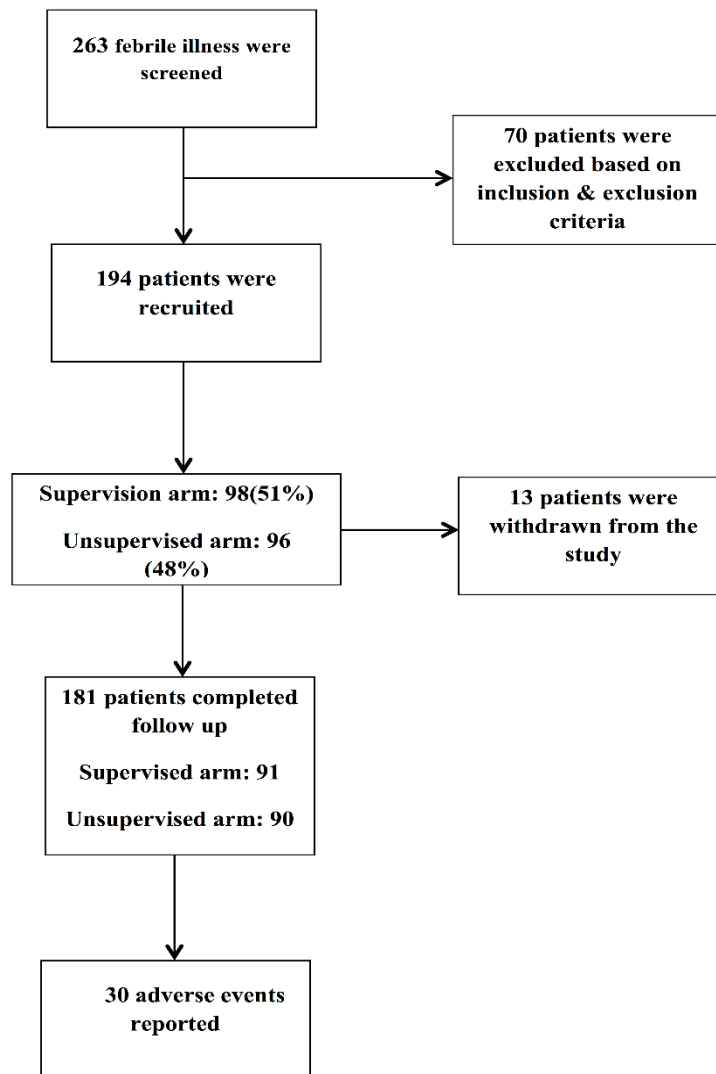 263 febrile illness were
screened
70 patients were
excluded based on
inclusion & exclusion
criteria
194 patients were
recruited
Supervision arm: 98(51%)
Unsupervised arm: 96
(48%)
13 patients were
withdrawn from the
study
181 patients completed
follow up
Supervised arm: 91
Unsupervised arm: 90
30 adverse events
reported